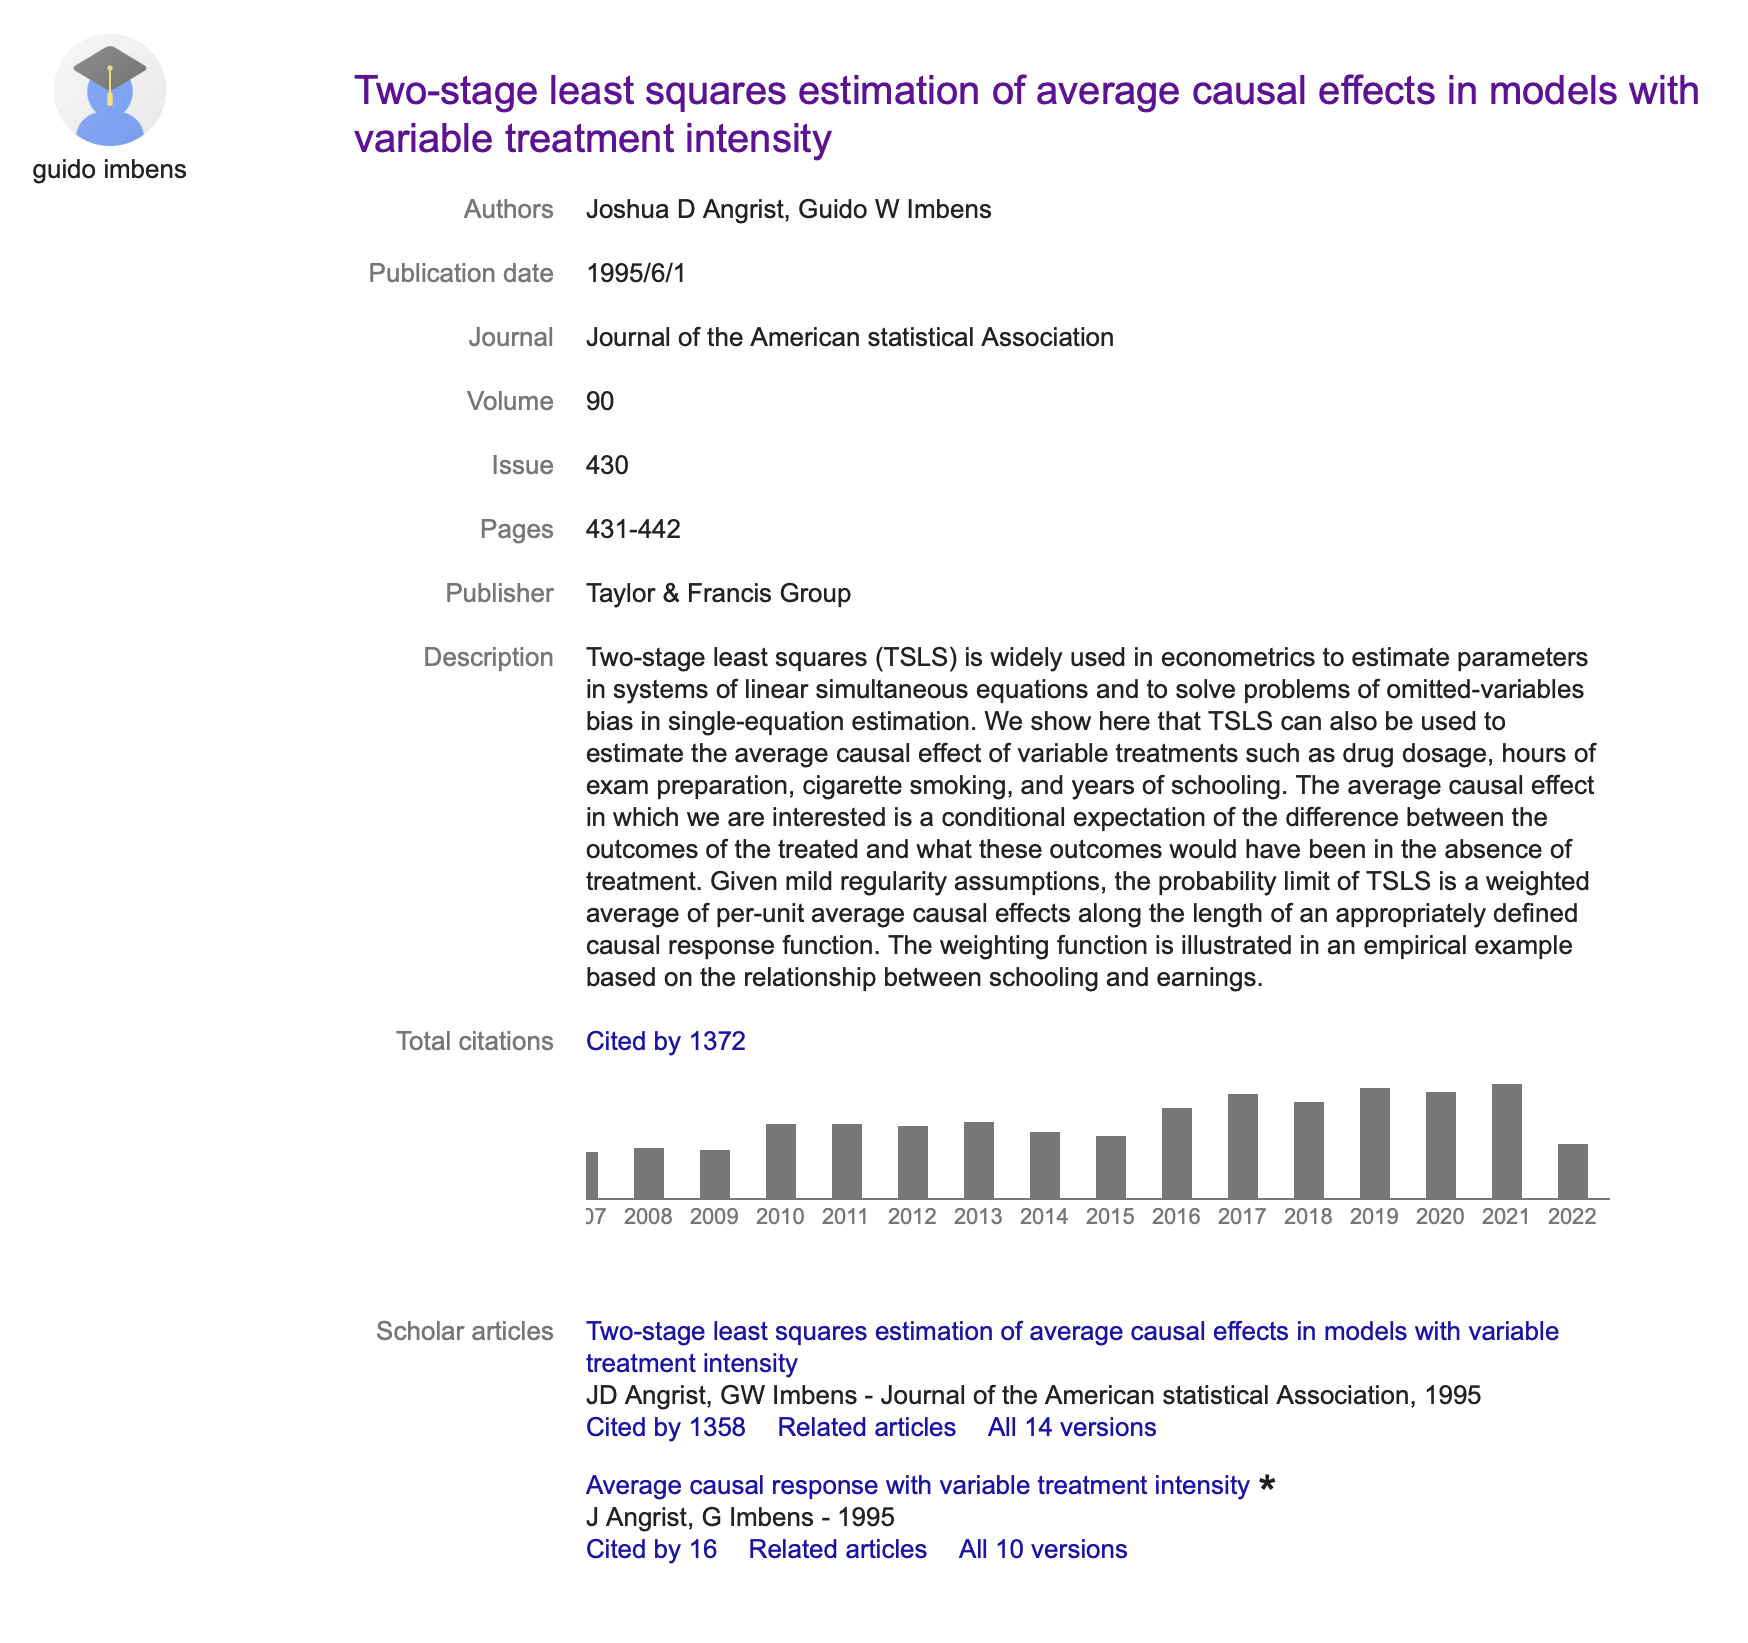 guido imbens
Two-stage least squares estimation of average causal effects in models with
variable treatment intensity
Authors Joshua D Angrist, Guido W Imbens
Publication date 1995/6/1
Journal Journal of the American statistical Association
Volume 90
Issue 430
Pages 431-442
Publisher Taylor & Francis Group
Description Two-stage least squares (TSLS) is widely used in econometrics to estimate parameters
in systems of linear simultaneous equations and to solve problems of omitted-variables
bias in single-equation estimation. We show here that TSLS can also be used to
estimate the average causal effect of variable treatments such as drug dosage, hours of
exam preparation, cigarette smoking, and years of schooling. The average causal effect
in which we are interested is a conditional expectation of the difference between the
outcomes of the treated and what these outcomes would have been in the absence of
treatment. Given mild regularity assumptions, the probability limit of TSLS is a weighted
average of per-unit average causal effects along the length of an appropriately defined
causal response function. The weighting function is illustrated in an empirical example
based on the relationship between schooling and earnings.
Total citations Cited by 1372
07 2008 2009 2010 2011 2012 2013 2014 2015 2016 2017 2018 2019 2020 2021 2022
Scholar articles Two-stage least squares estimation of average causal effects in models with variable
treatment intensity
JD Angrist, GW Imbens - Journal of the American statistical Association, 1995
Cited by 1358 Related articles All 14 versions
Average causal response with variable treatment intensity *
J Angrist, G Imbens - 1995
Cited by 16 Related articles All 10 versions